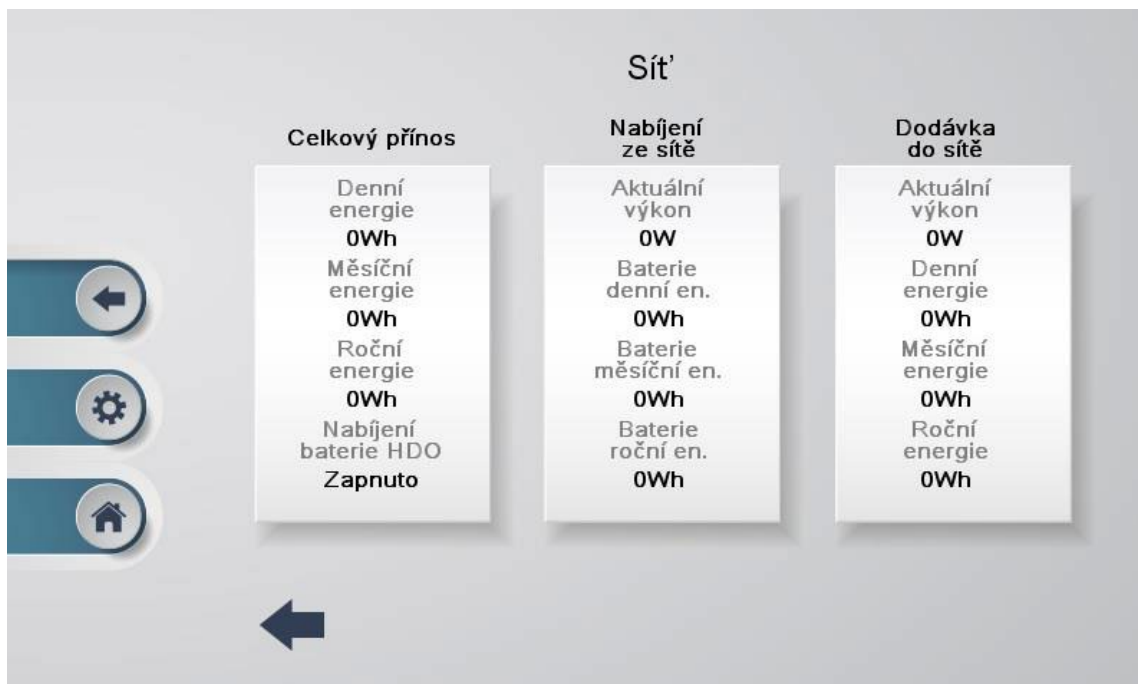 Síť
Celkový přínos
Denní
energie
0Wh
Měsíční
energie
0Wh
Roční
energie
0Wh
Nabíjení
baterie HDO
Zapnuto
Nabíjení
ze sítě
Aktuální
výkon
0W
Baterie
denní en.
0Wh
Baterie
měsíční en.
0Wh
Baterie
roční en.
0Wh
Dodávka
do sítě
Aktuální
výkon
0W
Denní
energie
0Wh
Měsíční
energie
0Wh
Roční
energie
0Wh